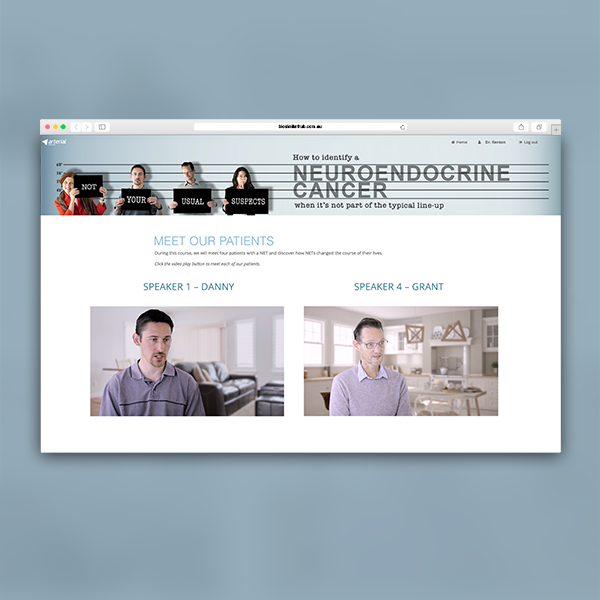 arterial
Home
Log out
How to identify a
NEUROENDOCRINE
CANCER
when it's not part of the typical line-up
NOT
YOUR
USUAL
SUSPECTS
MEET OUR PATIENTS
During this course, we will meet four patients with a NET and discover how NETs changed the course of their lives.
Click the video play button to meet each of our patients.
SPEAKER 1 – DANNY
SPEAKER 4 – GRANT